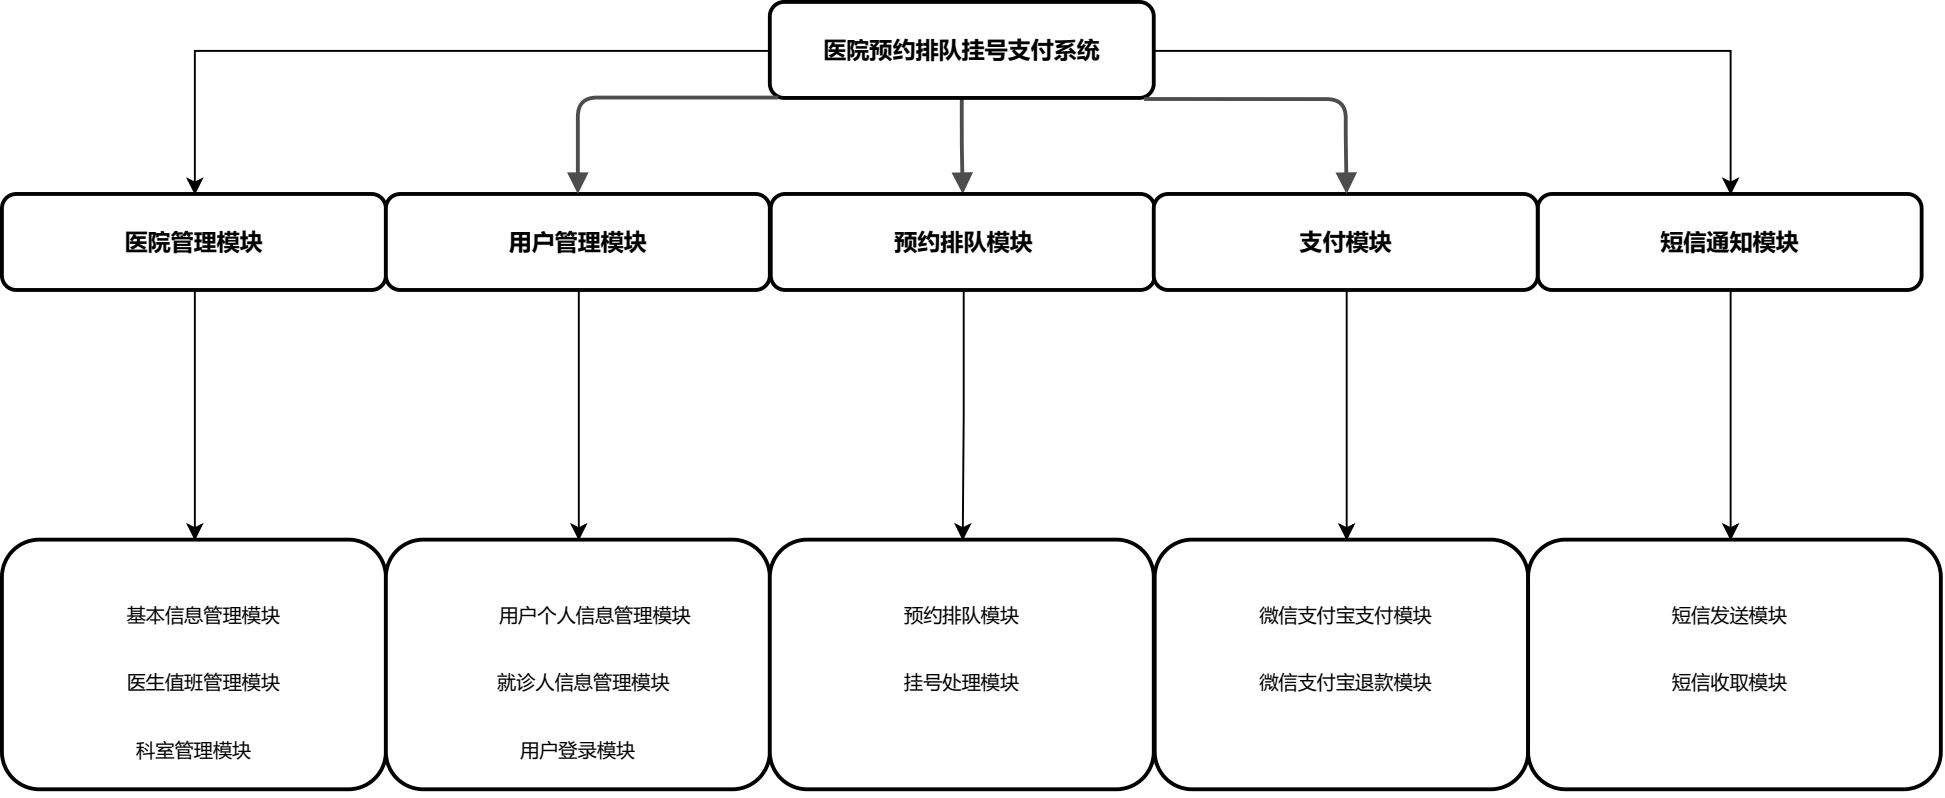 医院预约排队挂号支付系统
医院管理模块
用户管理模块
预约排队模块
支付模块
短信通知模块
基本信息管理模块
医生值班管理模块
科室管理模块
用户个人信息管理模块
就诊人信息管理模块
用户登录模块
预约排队模块
挂号处理模块
微信支付宝支付模块
微信支付宝退款模块
短信发送模块
短信收取模块